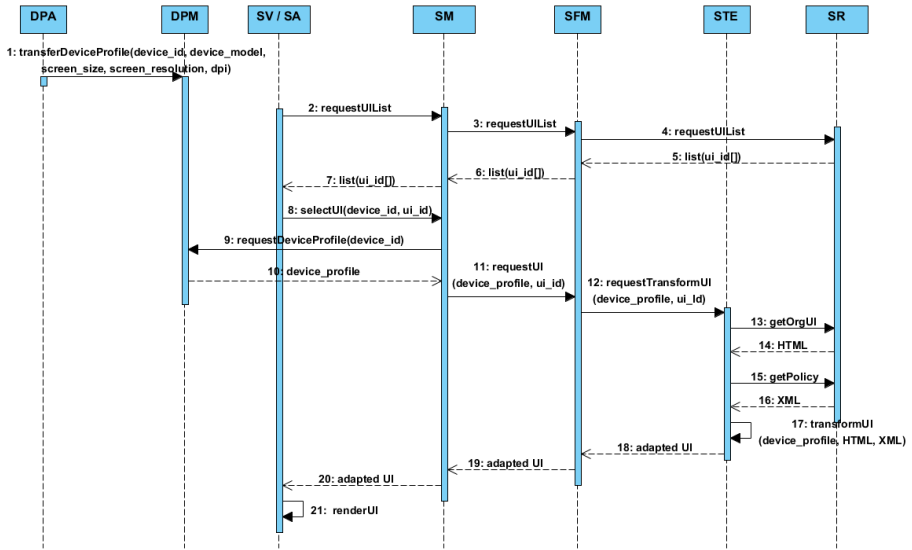 DPA
DPM
SV / SA
SM
SFM
STE
SR
1: transferDeviceProfile(device_id, device_model,
screen_size, screen_resolution, dpi)
2: requestUIList
3: requestUIList
4: requestUIList
5: list(ui_id[])
6: list(ui_id[])
7: list(ui_id[])
8: selectUI(device_id, ui_id)
9: requestDeviceProfile(device_id)
10: device_profile
11: requestUI
(device_profile, ui_id)
12: requestTransformUI
(device_profile, ui_Id)
13: getOrgUI
14: HTML
15: getPolicy
16: XML
17: transformUI
(device_profile, HTML, XML)
18: adapted UI
19: adapted UI
20: adapted UI
21: renderUI